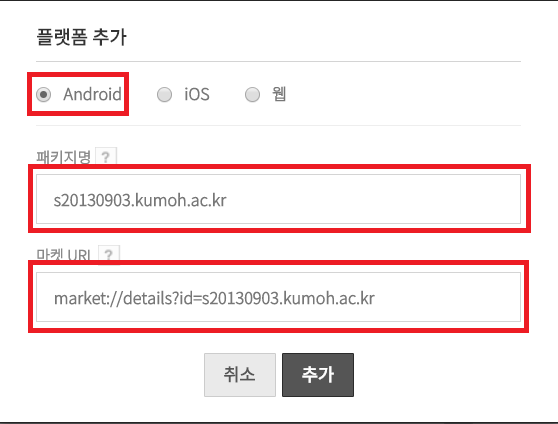 플랫폼 추가
Android iOS 웹
패키지명 ?
s20130903.kumoh.ac.kr
마켓 URL ?
market://details?id=s20130903.kumoh.ac.kr
취소 추가